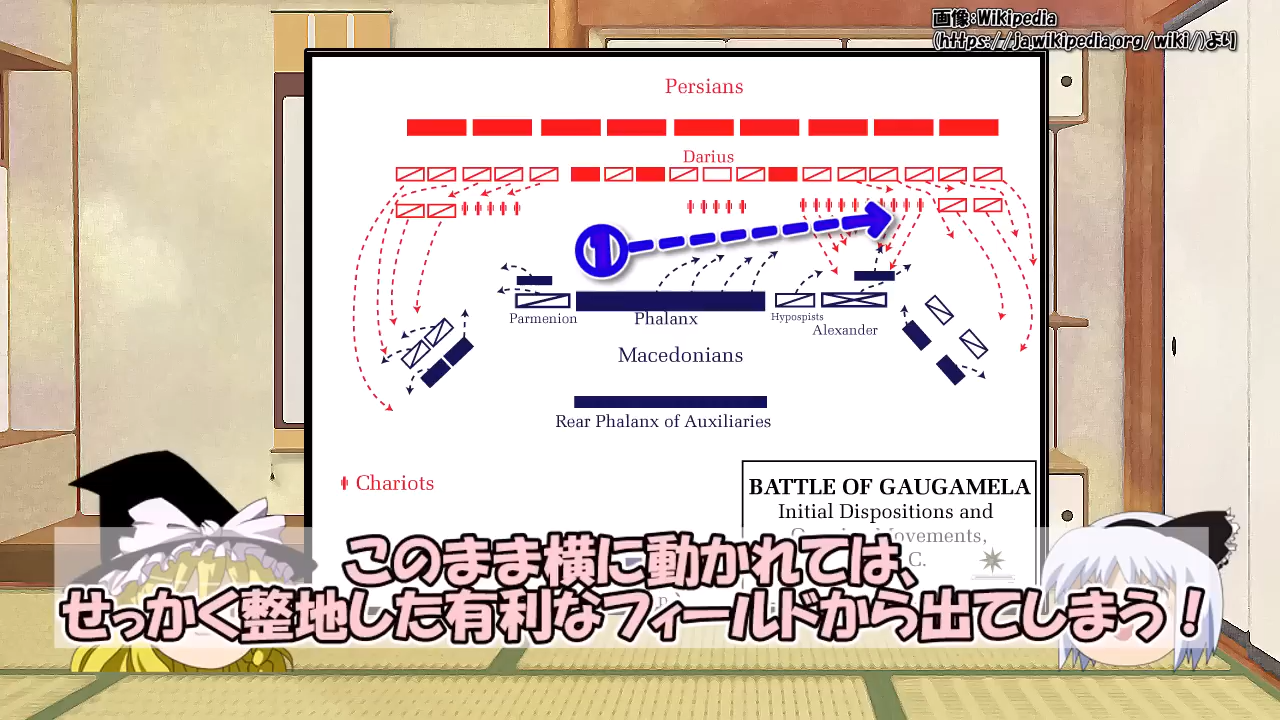 画像:Wikipedia
(https://ja.wikipedia.org/wiki/)より
Persians
Darius
1
Parmenion
Phalanx
Hypospists
Alexander
Macedonians
Rear Phalanx of Auxiliaries
Chariots
BATTLE OF GAUGAMELA
Initial Dispositions and
Movements,
C.
このまま横に動かれては、
せっかく整地した有利なフィールドから出てしまう!